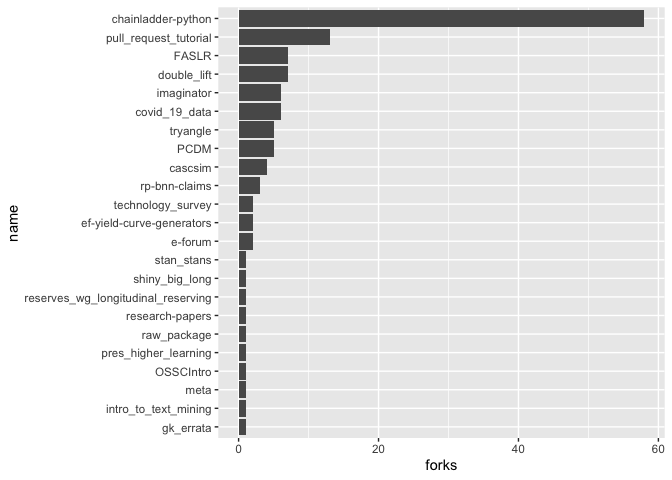 chainladder-python
pull_request_tutorial
FASLR
double_lift
imaginator
covid_19_data
tryangle
PCDM
cascsim
rp-bnn-claims
technology_survey
ef-yield-curve-generators
e-forum
stan_stans
shiny_big_long
reserves_wg_longitudinal_reserving
research-papers
raw_package
pres_higher_learning
OSSCIntro
meta
intro_to_text_mining
gk_errata
name
0 20 40 60
forks